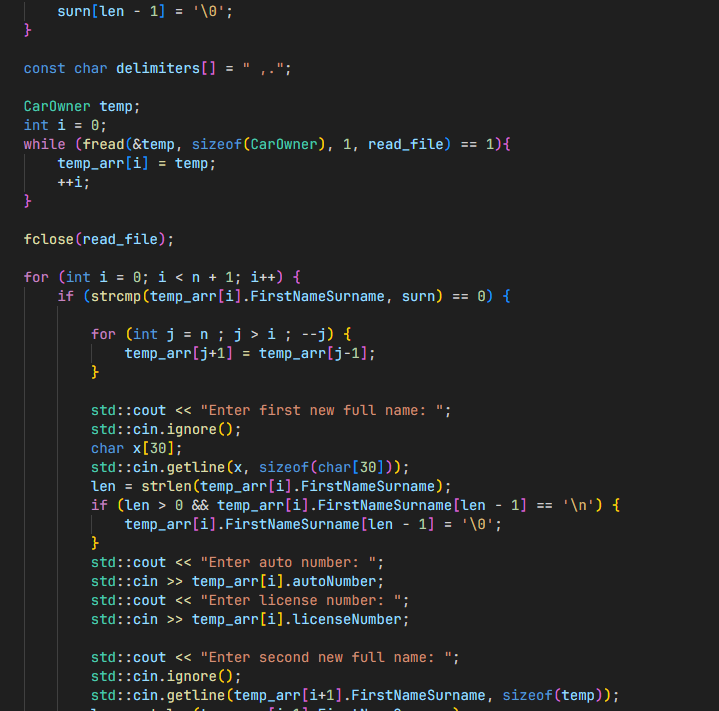 surn[len - 1] = '\0';
}
const char delimiters[] = " ,.";
CarOwner temp;
int i = 0;
while (fread(&temp, sizeof(CarOwner), 1, read_file) == 1){
temp_arr[i] = temp;
++i;
}
fclose(read_file);
for (int i = 0; i < n + 1; i++) {
if (strcmp(temp_arr[i].FirstNameSurname, surn) == 0) {
for (int j = n ; j > i ; --j) {
temp_arr[j+1] = temp_arr[j-1];
}
std::cout << "Enter first new full name: ";
std::cin.ignore();
char x[30];
std::cin.getline(x, sizeof(char[30]));
len = strlen(temp_arr[i].FirstNameSurname);
if (len > 0 && temp_arr[i].FirstNameSurname[len - 1] == '\n') {
temp_arr[i].FirstNameSurname[len - 1] = '\0';
}
std::cout << "Enter auto number: ";
std::cin >> temp_arr[i].autoNumber;
std::cout << "Enter license number: ";
std::cin >> temp_arr[i].licenseNumber;
std::cout << "Enter second new full name: ";
std::cin.ignore();
std::cin.getline(temp_arr[i+1].FirstNameSurname, sizeof(temp));